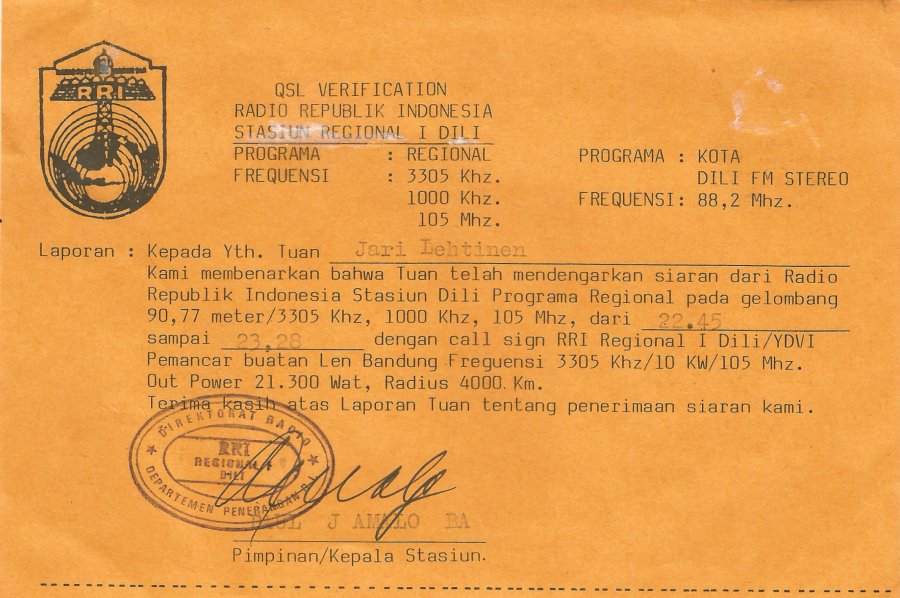 RRI
QSL VERIFICATION
RADIO REPUBLIK INDONESIA
STASIUN REGIONAL I DILI
PROGRAMA : REGIONAL
FREQUENSI : 3305 Khz.
1000 Khz.
105 Mhz.
PROGRAMA : KOTA
DILI FM STEREO
FREQUENSI: 88,2 Mhz.
Laporan : Kepada Yth. Tuan Jari Lehtinen
Kami membenarkan bahwa Tuan telah mendengarkan siaran dari Radio
Republik Indonesia Stasiun Dili Programa Regional pada gelombang
90,77 meter/3305 Khz, 1000 Khz, 105 Mhz, dari 22.45
sampai 23,28 dengan call sign RRI Regional I Dili/YDVI
Pemancar buatan Len Bandung Frequensi 3305 Khz/10 KW/105 Mhz.
Out Power 21.300 Wat, Radius 4000 Km.
Terima kasih atas Laporan Tuan tentang penerimaan siaran kami.
DIREKTORAT RADIO
RRI
REGIONAL I
DILI
DEPARTEMEN PENERANGAN R.I.
PAUL J AMALO BA
Pimpinan/Kepala Stasiun.